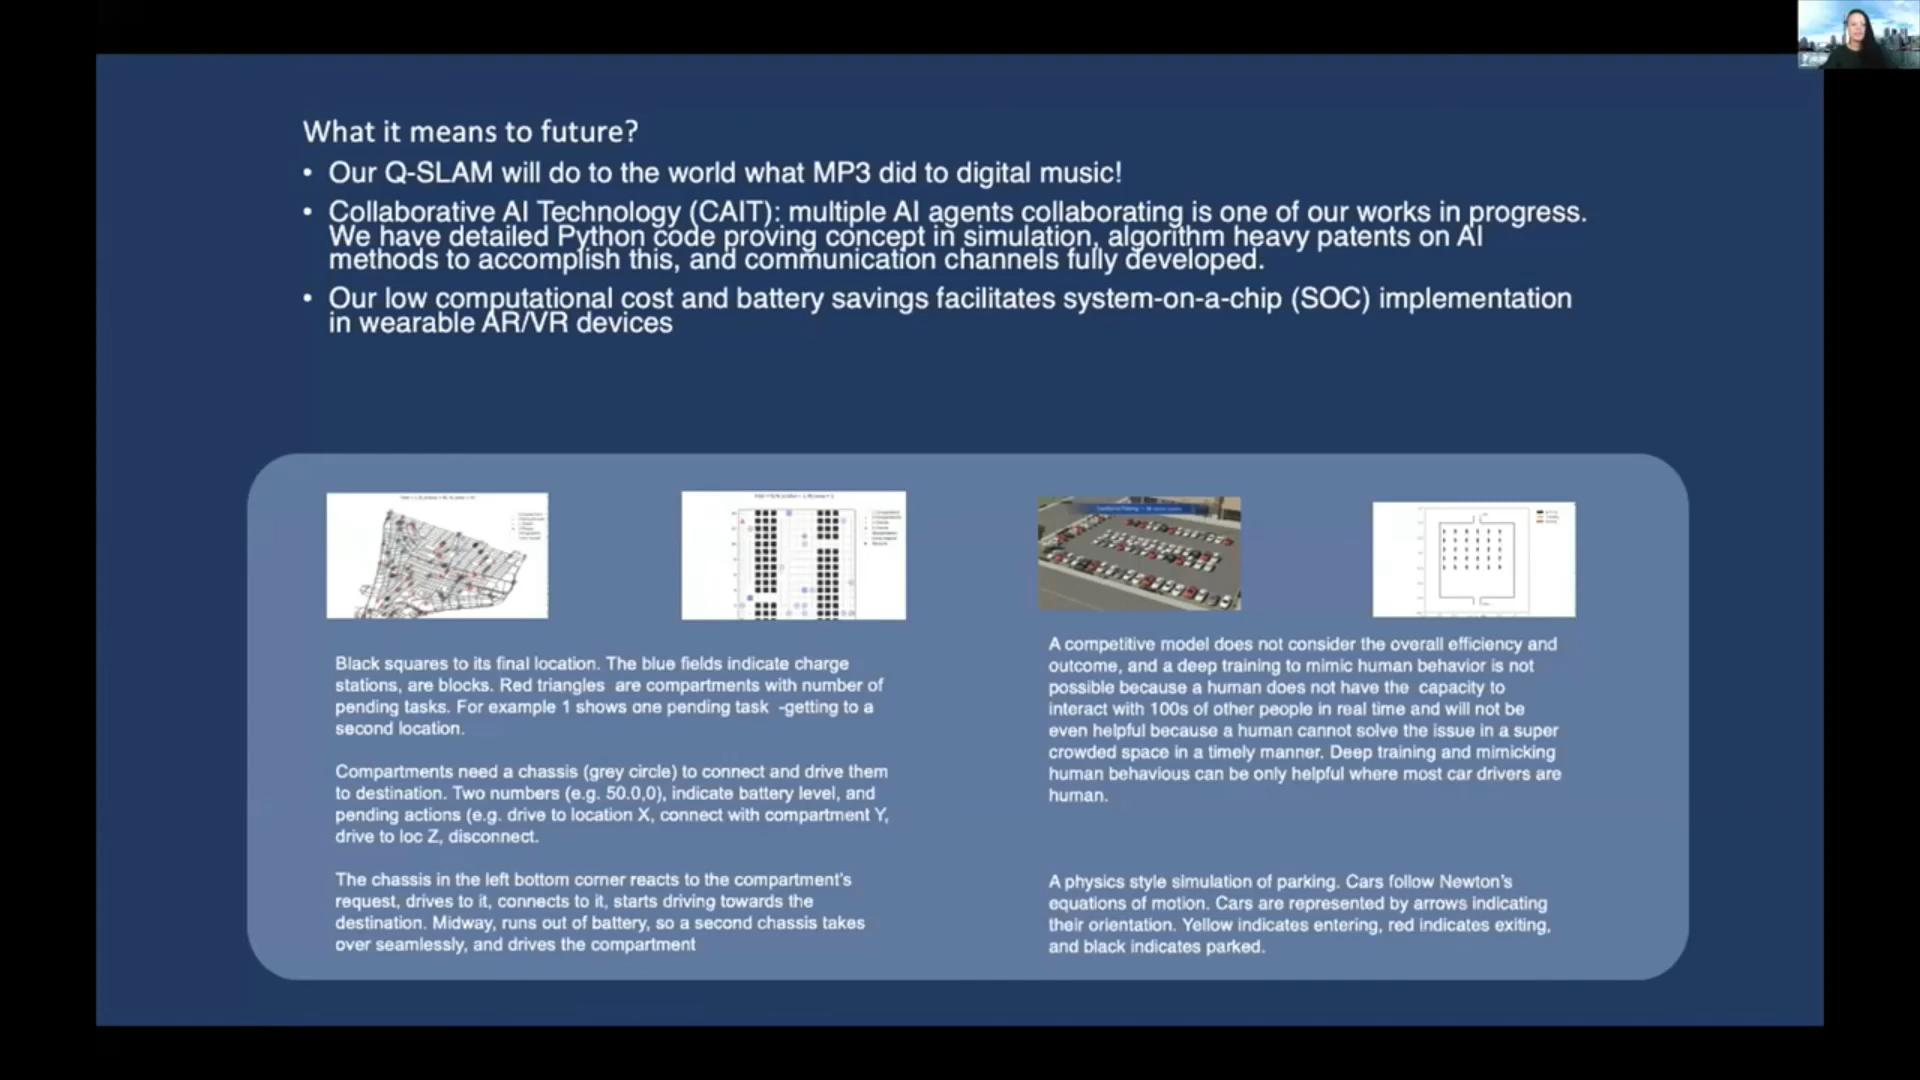 What it means to future?
• Our Q-SLAM will do to the world what MP3 did to digital music!
• Collaborative AI Technology (CAIT): multiple AI agents collaborating is one of our works in progress.
We have detailed Python code proving concept in simulation, algorithm heavy patents on AI
methods to accomplish this, and communication channels fully developed.
• Our low computational cost and battery savings facilitates system-on-a-chip (SOC) implementation
in wearable AR/VR devices
Black squares to its final location. The blue fields indicate charge
stations, are blocks. Red triangles are compartments with number of
pending tasks. For example 1 shows one pending task -getting to a
second location.
Compartments need a chassis (grey circle) to connect and drive them
to destination. Two numbers (e.g. 50.0,0), indicate battery level, and
pending actions (e.g. drive to location X, connect with compartment Y,
drive to loc Z, disconnect.
The chassis in the left bottom corner reacts to the compartment's
request, drives to it, connects to it, starts driving towards the
destination. Midway, runs out of battery, so a second chassis takes
over seamlessly, and drives the compartment
A competitive model does not consider the overall efficiency and
outcome, and a deep training to mimic human behavior is not
possible because a human does not have the capacity to
interact with 100s of other people in real time and will not be
even helpful because a human cannot solve the issue in a super
crowded space in a timely manner. Deep training and mimicking
human behavious can be only helpful where most car drivers are
human.
A physics style simulation of parking. Cars follow Newton's
equations of motion. Cars are represented by arrows indicating
their orientation. Yellow indicates entering, red indicates exiting,
and black indicates parked.